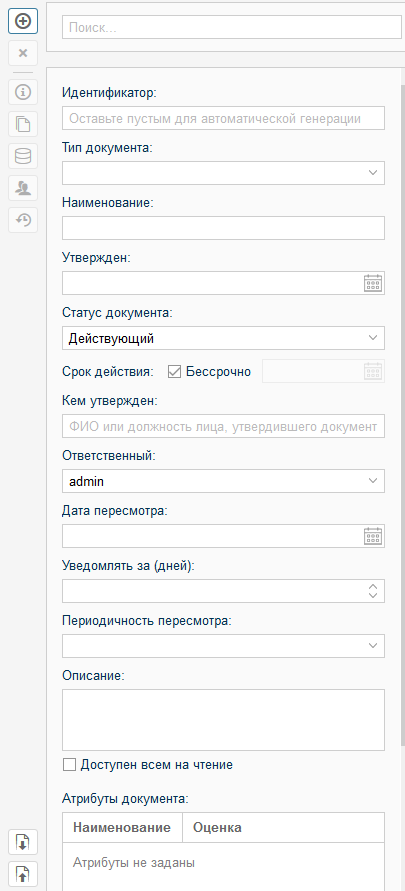 Поиск...
Идентификатор:
Оставьте пустым для автоматической генерации
Тип документа:
Наименование:
Утвержден:
Статус документа:
Действующий
Срок действия: Бессрочно
Кем утвержден:
ФИО или должность лица, утвердившего документ
Ответственный:
admin
Дата пересмотра:
Уведомлять за (дней):
Периодичность пересмотра:
Описание:
Доступен всем на чтение
Атрибуты документа:
Наименование Оценка
Атрибуты не заданы